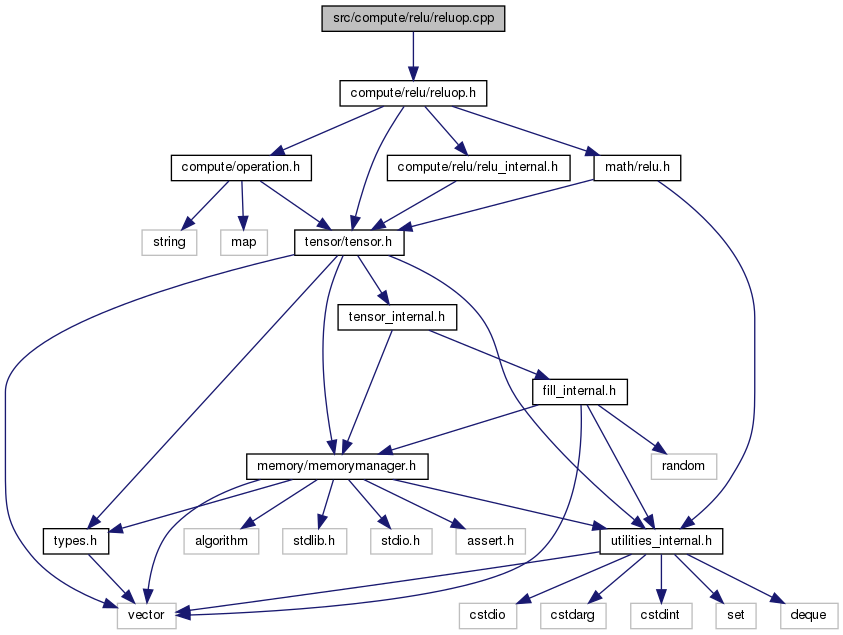 src/compute/relu/reluop.cpp
compute/relu/reluop.h
compute/operation.h
compute/relu/relu_internal.h
math/relu.h
string
map
tensor/tensor.h
tensor_internal.h
fill_internal.h
memory/memorymanager.h
random
types.h
algorithm
stdlib.h
stdio.h
assert.h
utilities_internal.h
vector
cstdio
cstdarg
cstdint
set
deque